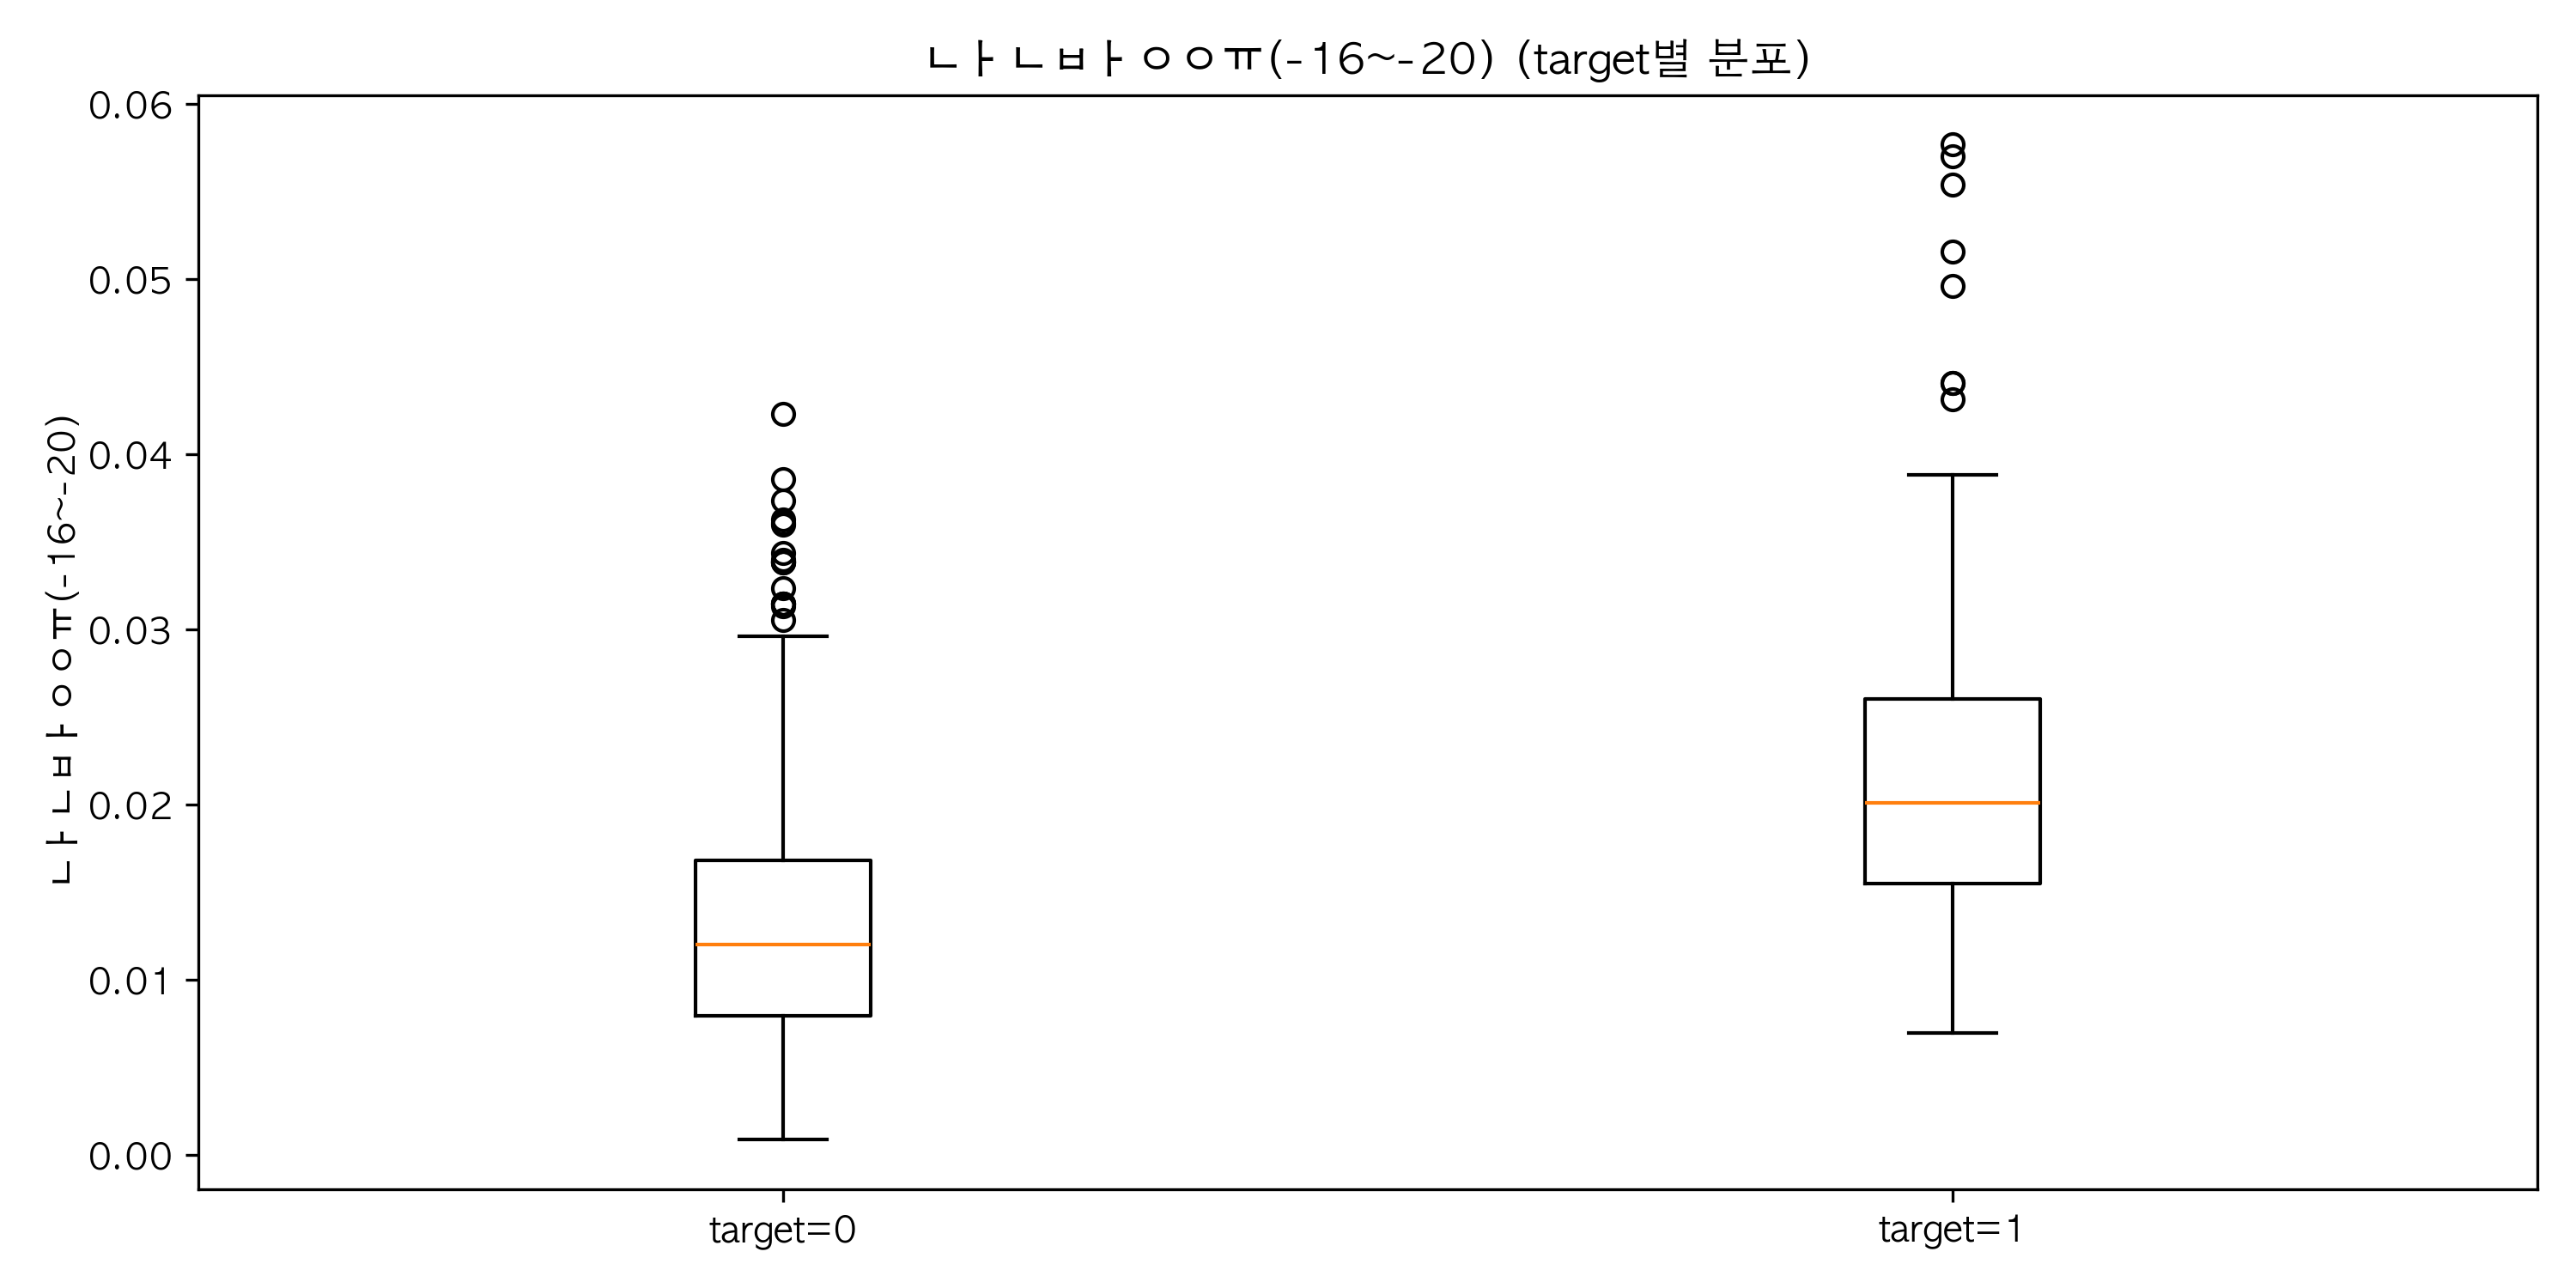 ㄴㅏㄴㅂㅏㅇㅇㅠ(-16~-20) (target별 분포)
0.06
0.05
0.04
0.03
0.02
0.01
0.00
ㄴㅏㄴㅂㅏㅇㅇㅠ(-16~-20)
target=0
target=1